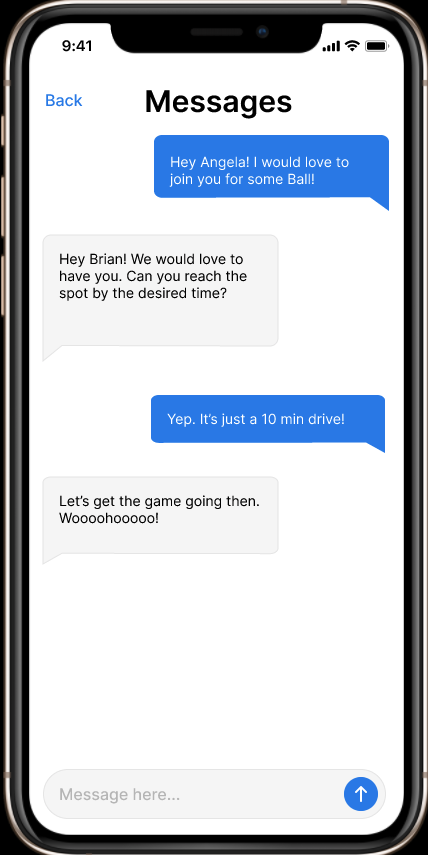 9:41
Back
Messages
Hey Angela! I would love to
join you for some Ball!
Hey Brian! We would love to
have you. Can you reach the
spot by the desired time?
Yep. It’s just a 10 min drive!
Let’s get the game going then.
Woooohooooo!
Message here...